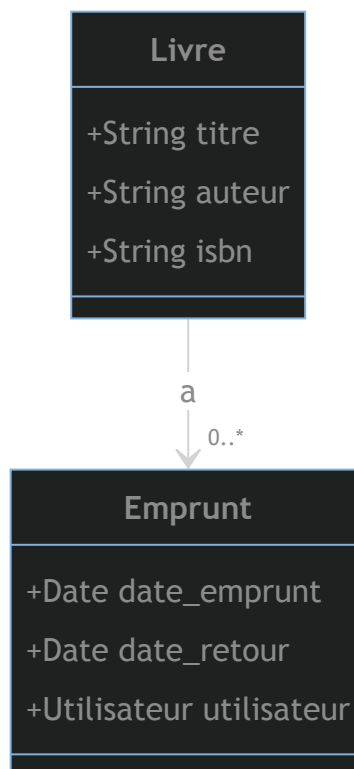 Livre
+String titre
+String auteur
+String isbn
a
0..*
Emprunt
+Date date_emprunt
+Date date_retour
+Utilisateur utilisateur